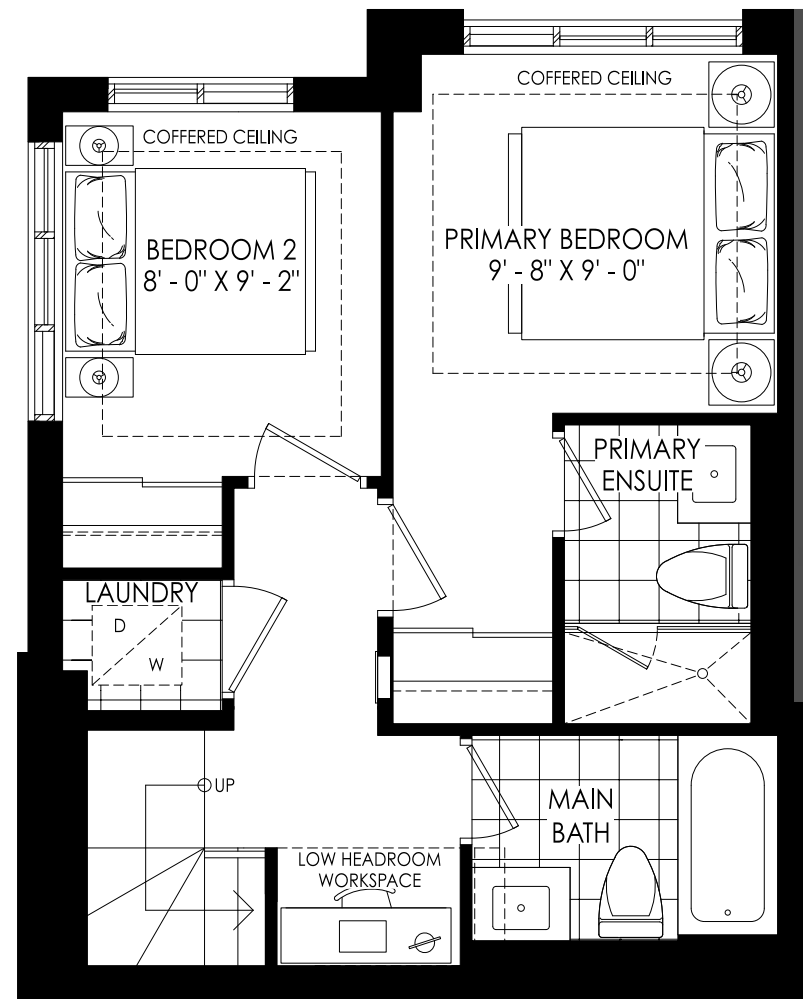 COFFERED CEILING
COFFERED CEILING
BEDROOM 2
8' - 0" X 9' - 2"
PRIMARY BEDROOM
9' - 8" X 9' - 0"
PRIMARY
ENSUITE
LAUNDRY
D
W
UP
MAIN
BATH
LOW HEADROOM
WORKSPACE